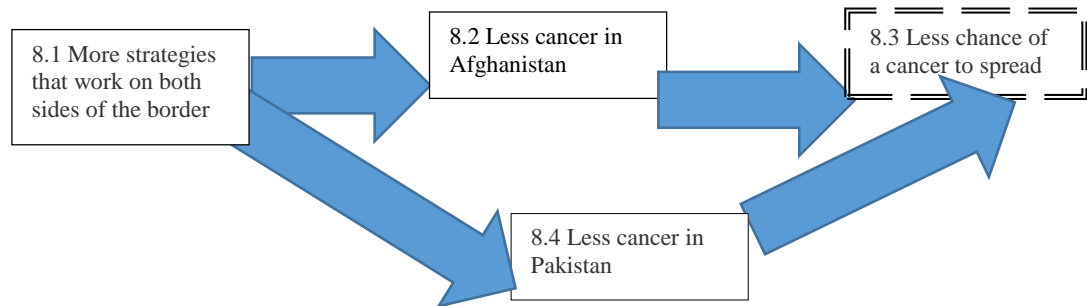 8.1 More strategies
that work on both
sides of the border
8.2 Less cancer in
Afghanistan
8.3 Less chance of
a cancer to spread
8.4 Less cancer in
Pakistan